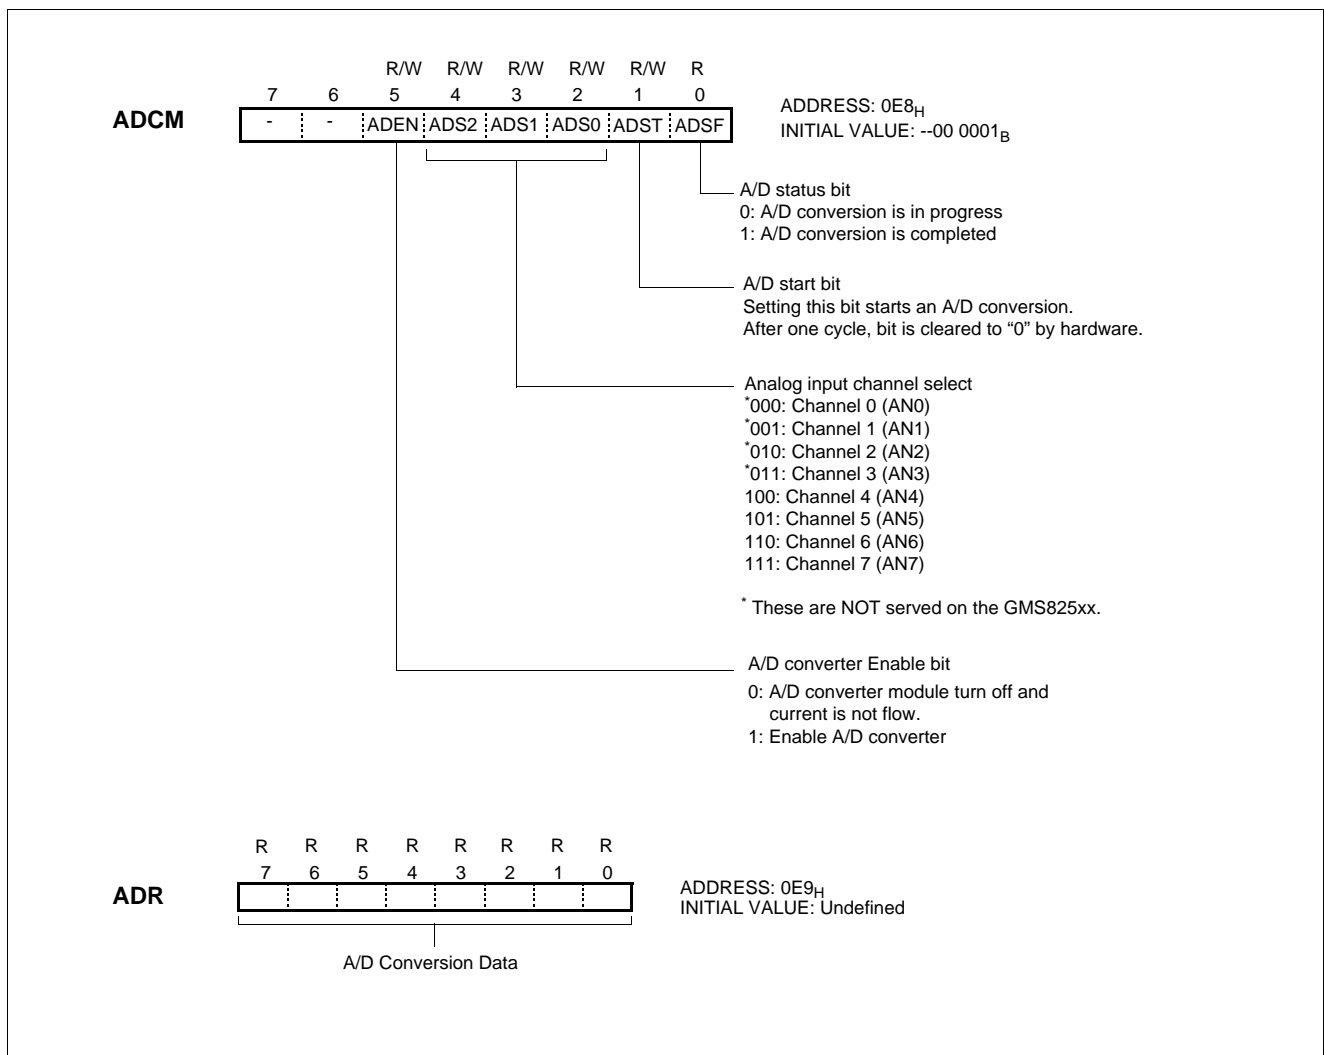 R/W R/W R/W R/W R/W R
7 6 5 4 3 2 1 0
ADCM - - ADEN ADS2 ADS1 ADS0 ADST ADSF
ADDRESS: 0E8H
INITIAL VALUE: --00 0001B
A/D status bit
0: A/D conversion is in progress
1: A/D conversion is completed
A/D start bit
Setting this bit starts an A/D conversion.
After one cycle, bit is cleared to “0” by hardware.
Analog input channel select
*000: Channel 0 (AN0)
*001: Channel 1 (AN1)
*010: Channel 2 (AN2)
*011: Channel 3 (AN3)
100: Channel 4 (AN4)
101: Channel 5 (AN5)
110: Channel 6 (AN6)
111: Channel 7 (AN7)
* These are NOT served on the GMS825xx.
A/D converter Enable bit
0: A/D converter module turn off and
current is not flow.
1: Enable A/D converter
R R R R R R R R
7 6 5 4 3 2 1 0
ADR
ADDRESS: 0E9H
INITIAL VALUE: Undefined
A/D Conversion Data